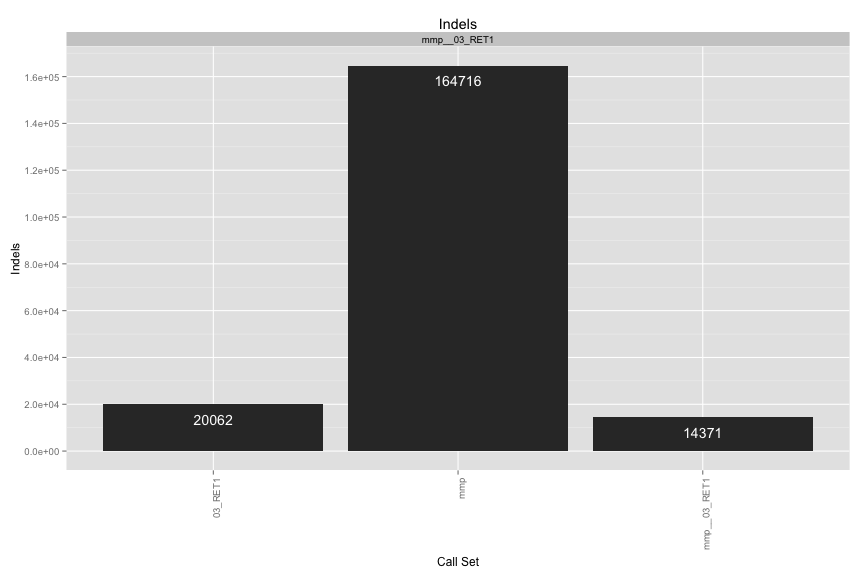 Indels
mmp__03_RET1
1.6e+05
1.4e+05
1.2e+05
1.0e+05
8.0e+04
6.0e+04
4.0e+04
2.0e+04
0.0e+00
Indels
20062
164716
14371
03_RET1
mmp
mmp__03_RET1
Call Set